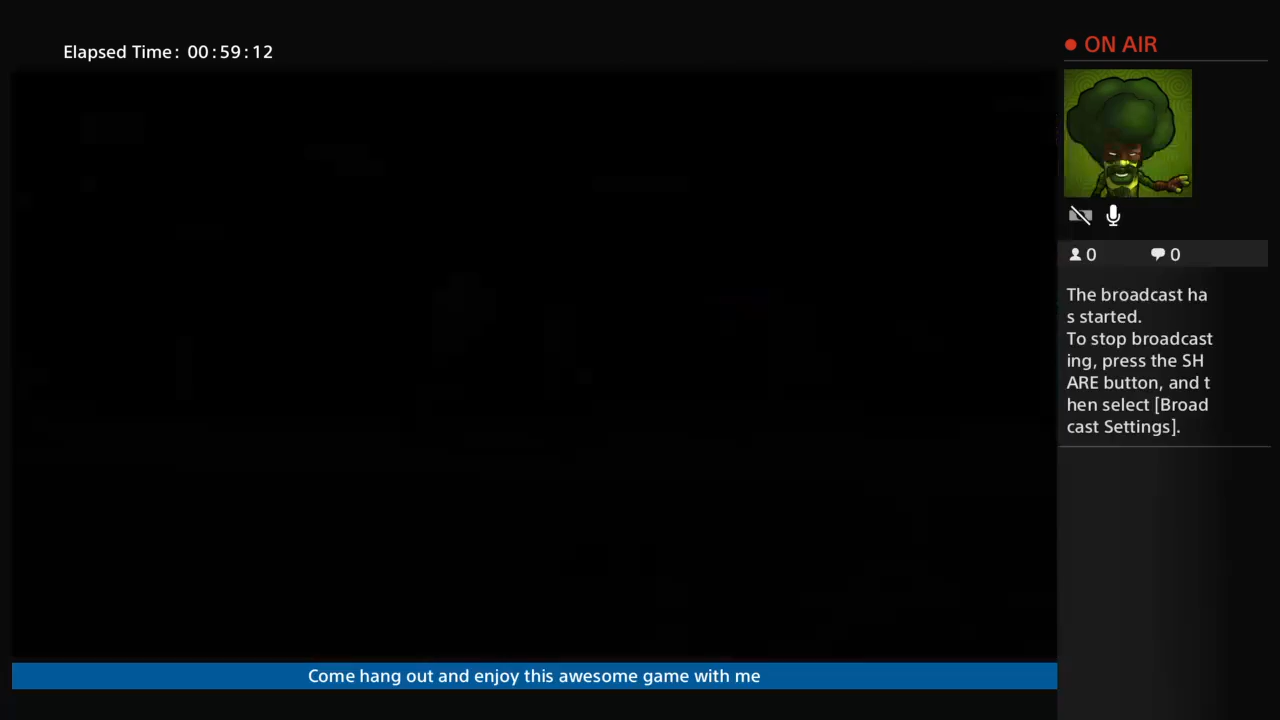 Elapsed Time: 00:59:12
ON AIR
0 0
The broadcast ha
s started.
To stop broadcast
ing, press the SH
ARE button, and t
hen select [Broad
cast Settings].
Come hang out and enjoy this awesome game with me